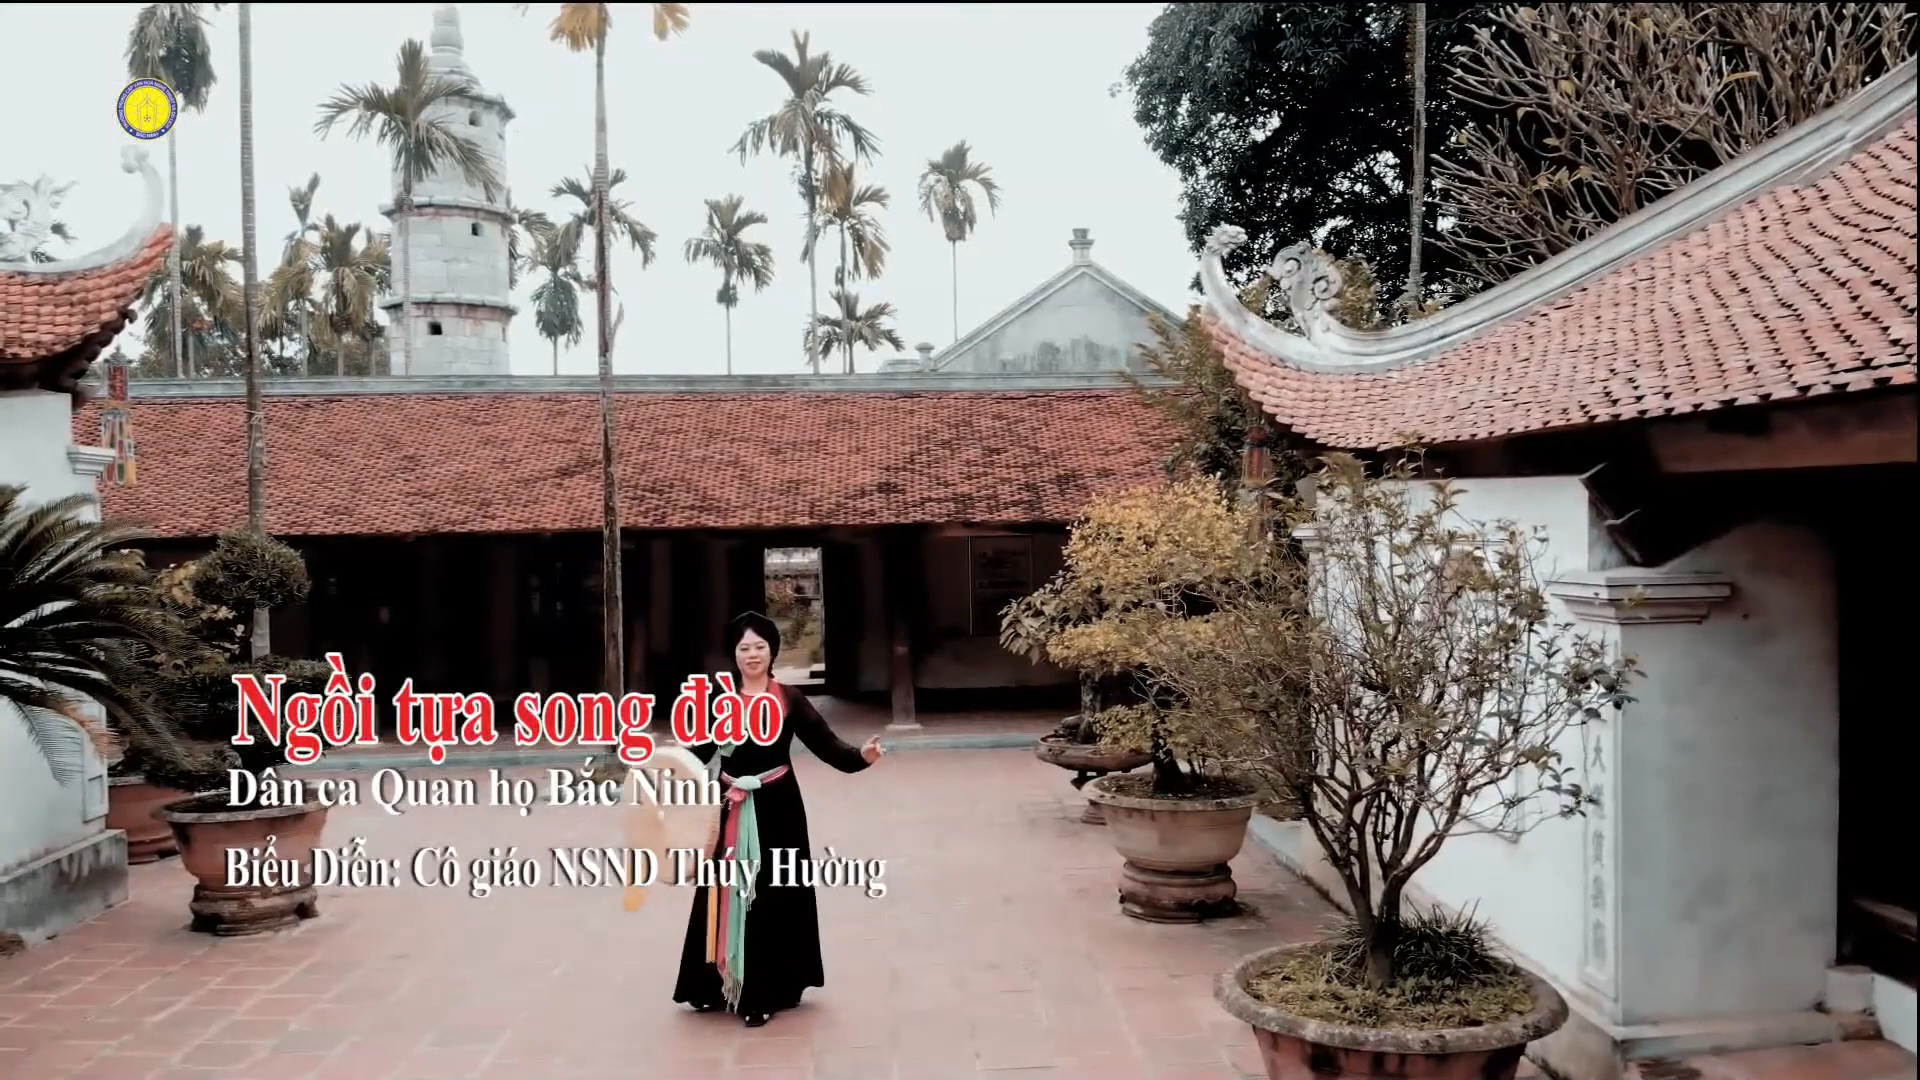 Ngồi tựa song đào
Dân ca Quan họ Bắc Ninh
Biểu Diễn: Cô giáo NSND Thúy Hường